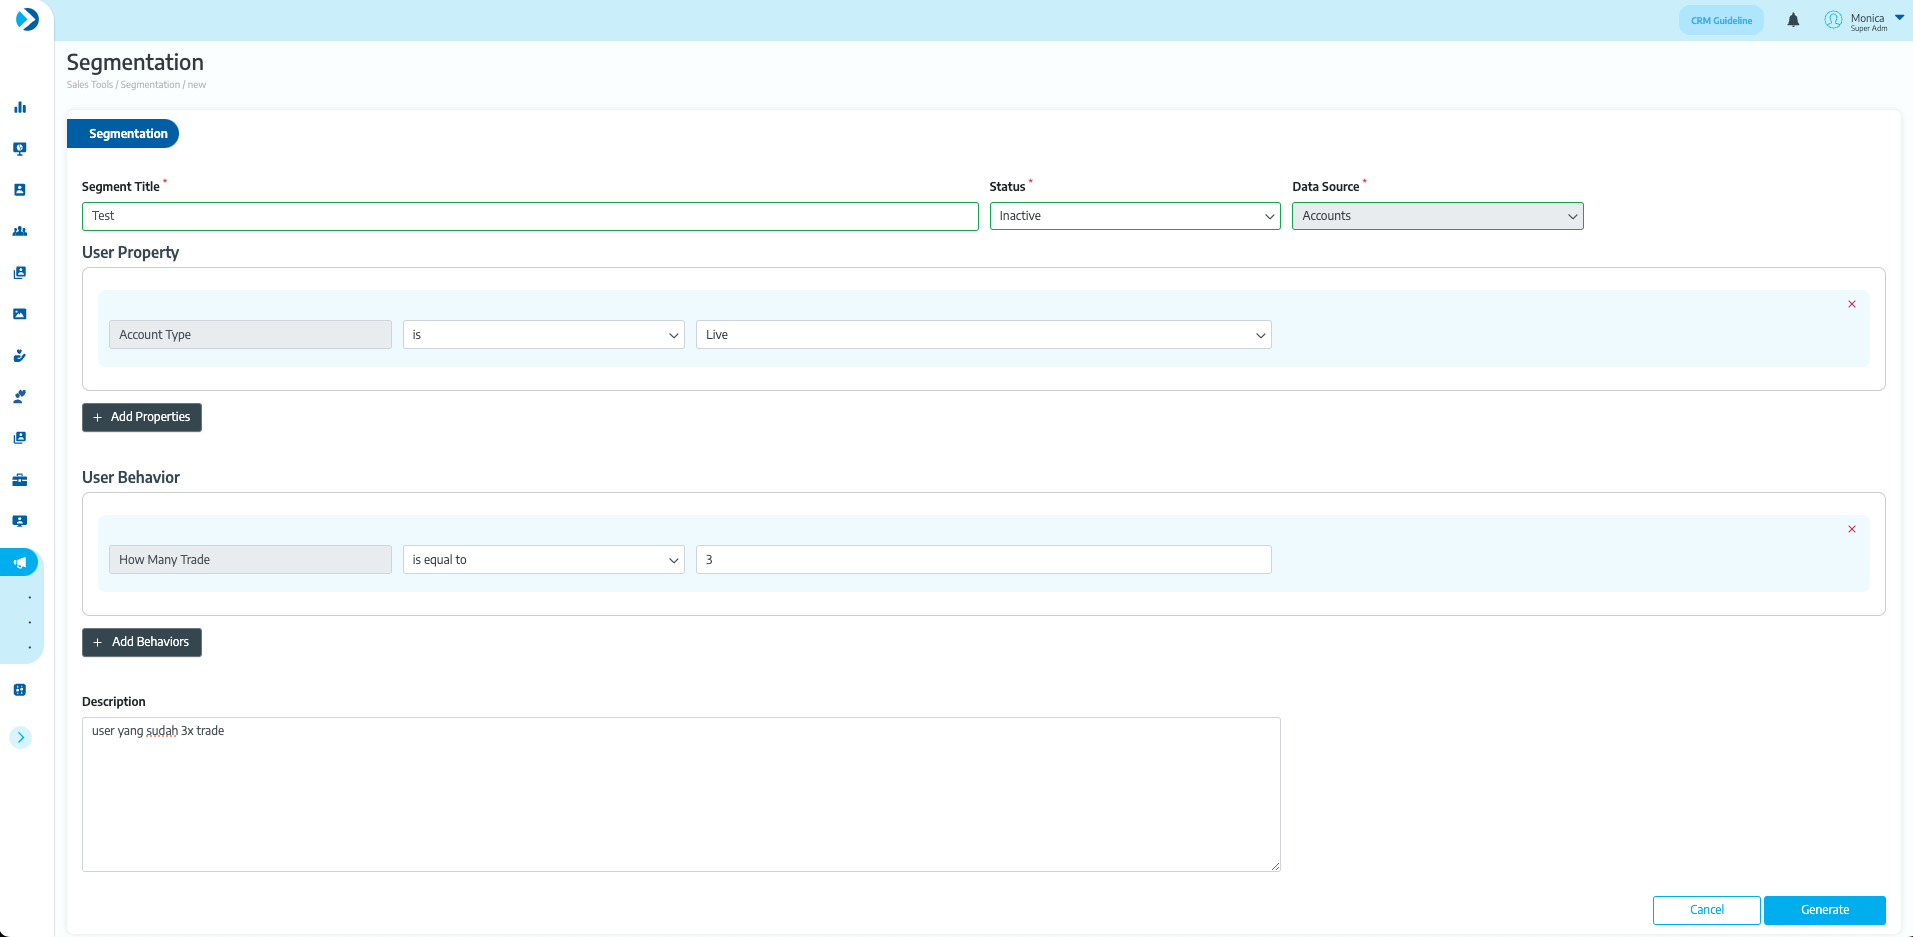 CRM Guideline
Monica
Super Adm
Segmentation
Sales Tools / Segmentation / new
Segmentation
Segment Title *
Status *
Data Source *
Test
Inactive
Accounts
User Property
Account Type
is
Live
+ Add Properties
User Behavior
How Many Trade
is equal to
3
+ Add Behaviors
Description
user yang sudah 3x trade
Cancel
Generate